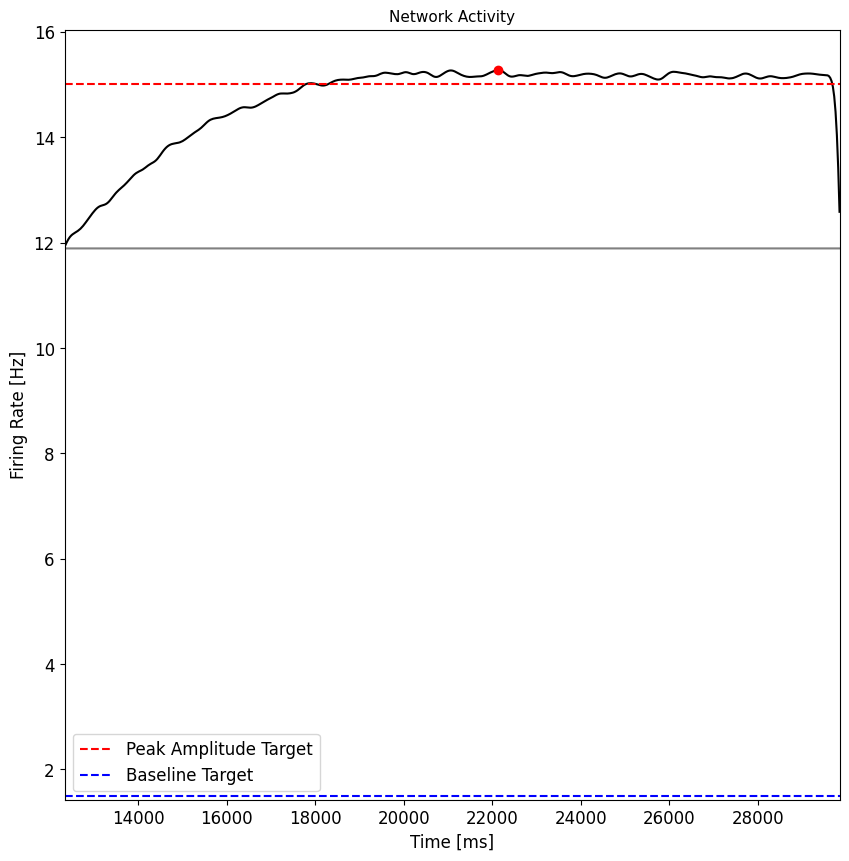 Network Activity
Firing Rate [Hz]
16
14
12
10
8
6
4
2
Peak Amplitude Target
Baseline Target
14000 16000 18000 20000 22000 24000 26000 28000
Time [ms]